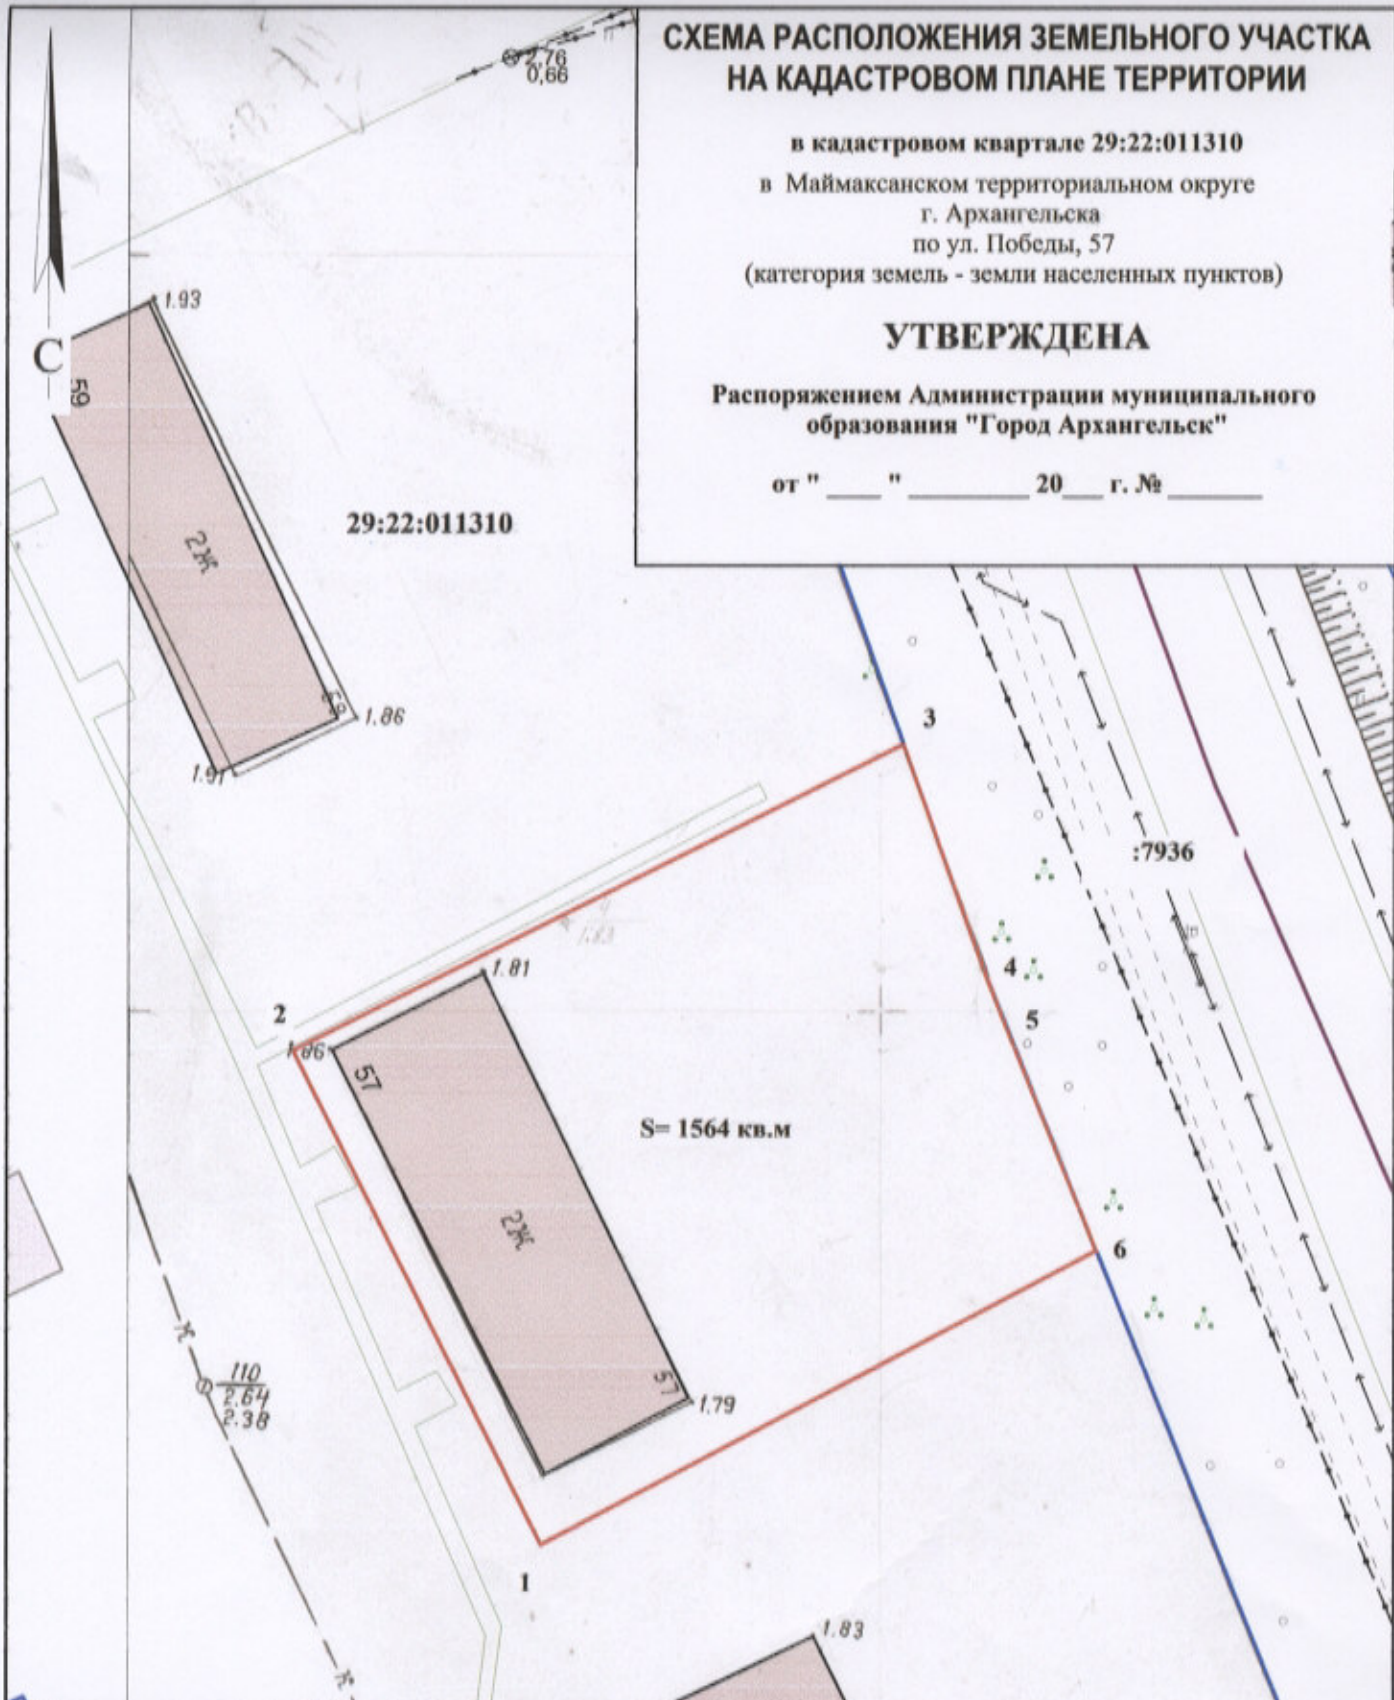 СХЕМА РАСПОЛОЖЕНИЯ ЗЕМЕЛЬНОГО УЧАСТКА
НА КАДАСТРОВОМ ПЛАНЕ ТЕРРИТОРИИ
в кадастровом квартале 29:22:011310
в Маймаксанском территориальном округе
г. Архангельска
по ул. Победы, 57
(категория земель - земли населенных пунктов)
УТВЕРЖДЕНА
Распоряжением Администрации муниципального
образования "Город Архангельск"
от " ____ " _________ 20___ г. № _______
2,76
0,66
С
1.93
59
2Ж
29:22:011310
1.86
1.91
3
:7936
4
1.83
1.81
4
5
2
1.86
57
S= 1564 кв.м
2Ж
6
57
1.79
К
110
2.64
2.38
1
1.83
К